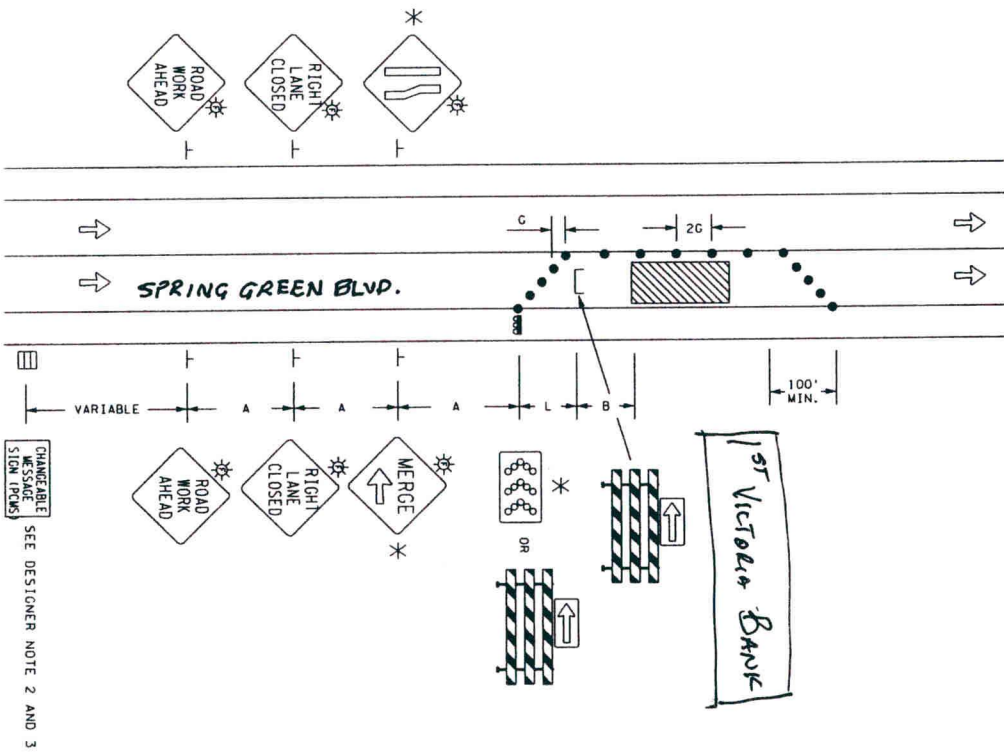 ROAD
WORK
AHEAD
RIGHT
LANE
CLOSED
G
2G
SPRING GREEN BLVD.
VARIABLE
A
A
A
L
B
100'
MIN.
CHANGEABLE
MESSAGE
SIGN (PCMS)
SEE DESIGNER NOTE 2 AND 3
ROAD
WORK
AHEAD
RIGHT
LANE
CLOSED
MERGE
OR
1ST VICTORIA BANK